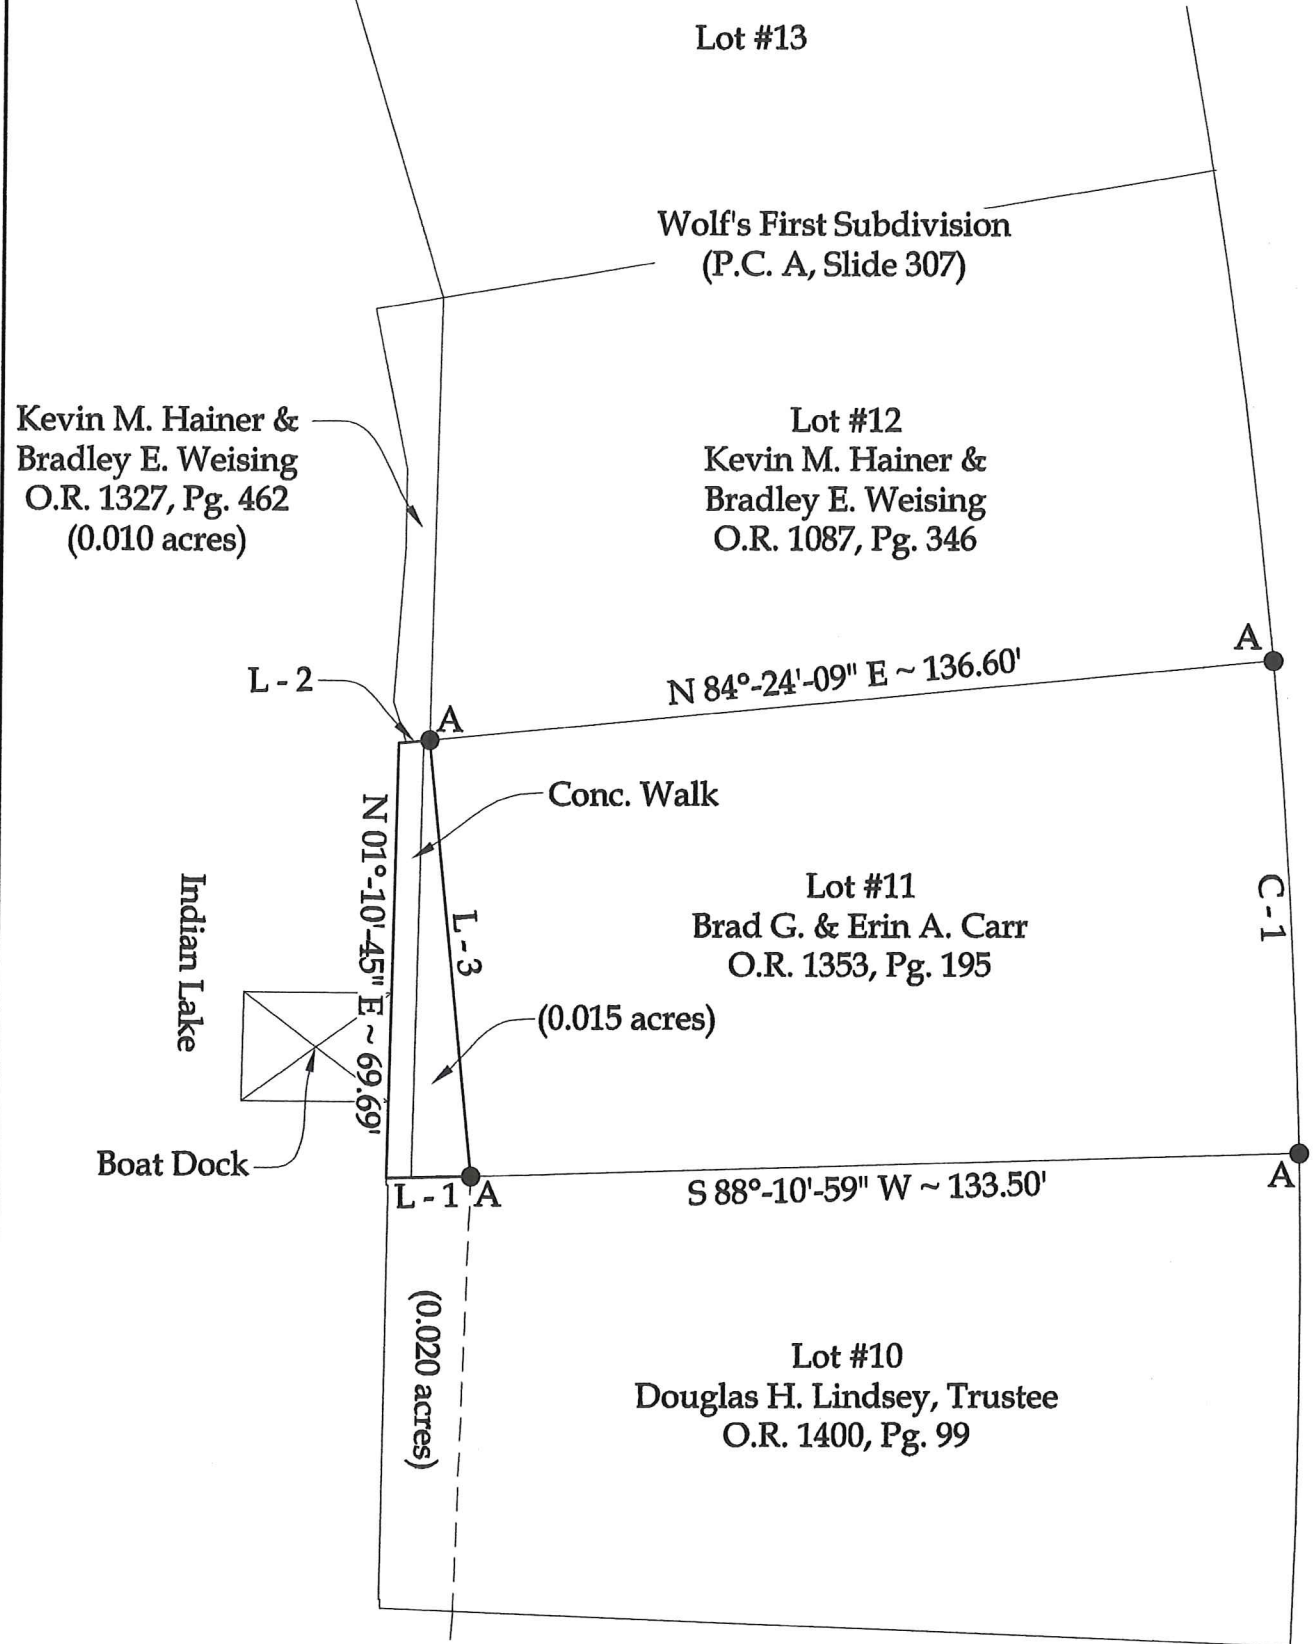 Lot #13
Wolf's First Subdivision
(P.C. A, Slide 307)
Kevin M. Hainer &
Bradley E. Weising
O.R. 1327, Pg. 462
(0.010 acres)
Lot #12
Kevin M. Hainer &
Bradley E. Weising
O.R. 1087, Pg. 346
A
L - 2
N 84°-24'-09" E ~ 136.60'
A
Conc. Walk
N 01°-10'-45" E ~ 69.69'
Indian Lake
L - 3
Lot #11
Brad G. & Erin A. Carr
O.R. 1353, Pg. 195
C - 1
(0.015 acres)
Boat Dock
L - 1
A
S 88°-10'-59" W ~ 133.50'
A
(0.020 acres)
Lot #10
Douglas H. Lindsey, Trustee
O.R. 1400, Pg. 99